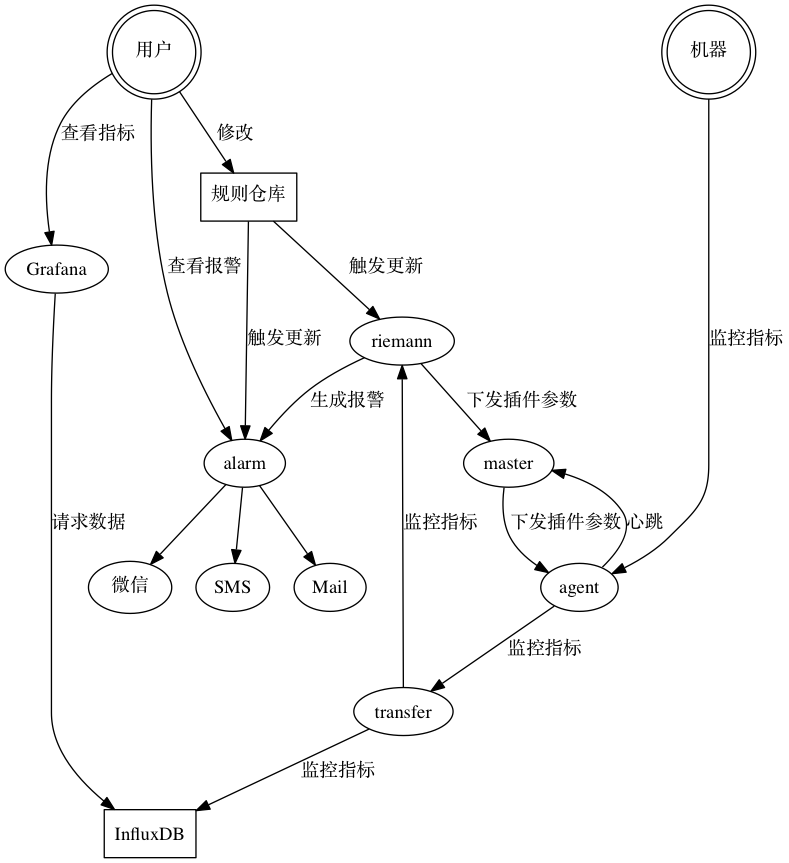 用户
机器
查看指标
修改
规则仓库
Grafana
查看报警
触发更新
触发更新
riemann
监控指标
生成报警
下发插件参数
alarm
master
请求数据
监控指标
下发插件参数
心跳
微信
SMS
Mail
agent
监控指标
transfer
监控指标
InfluxDB